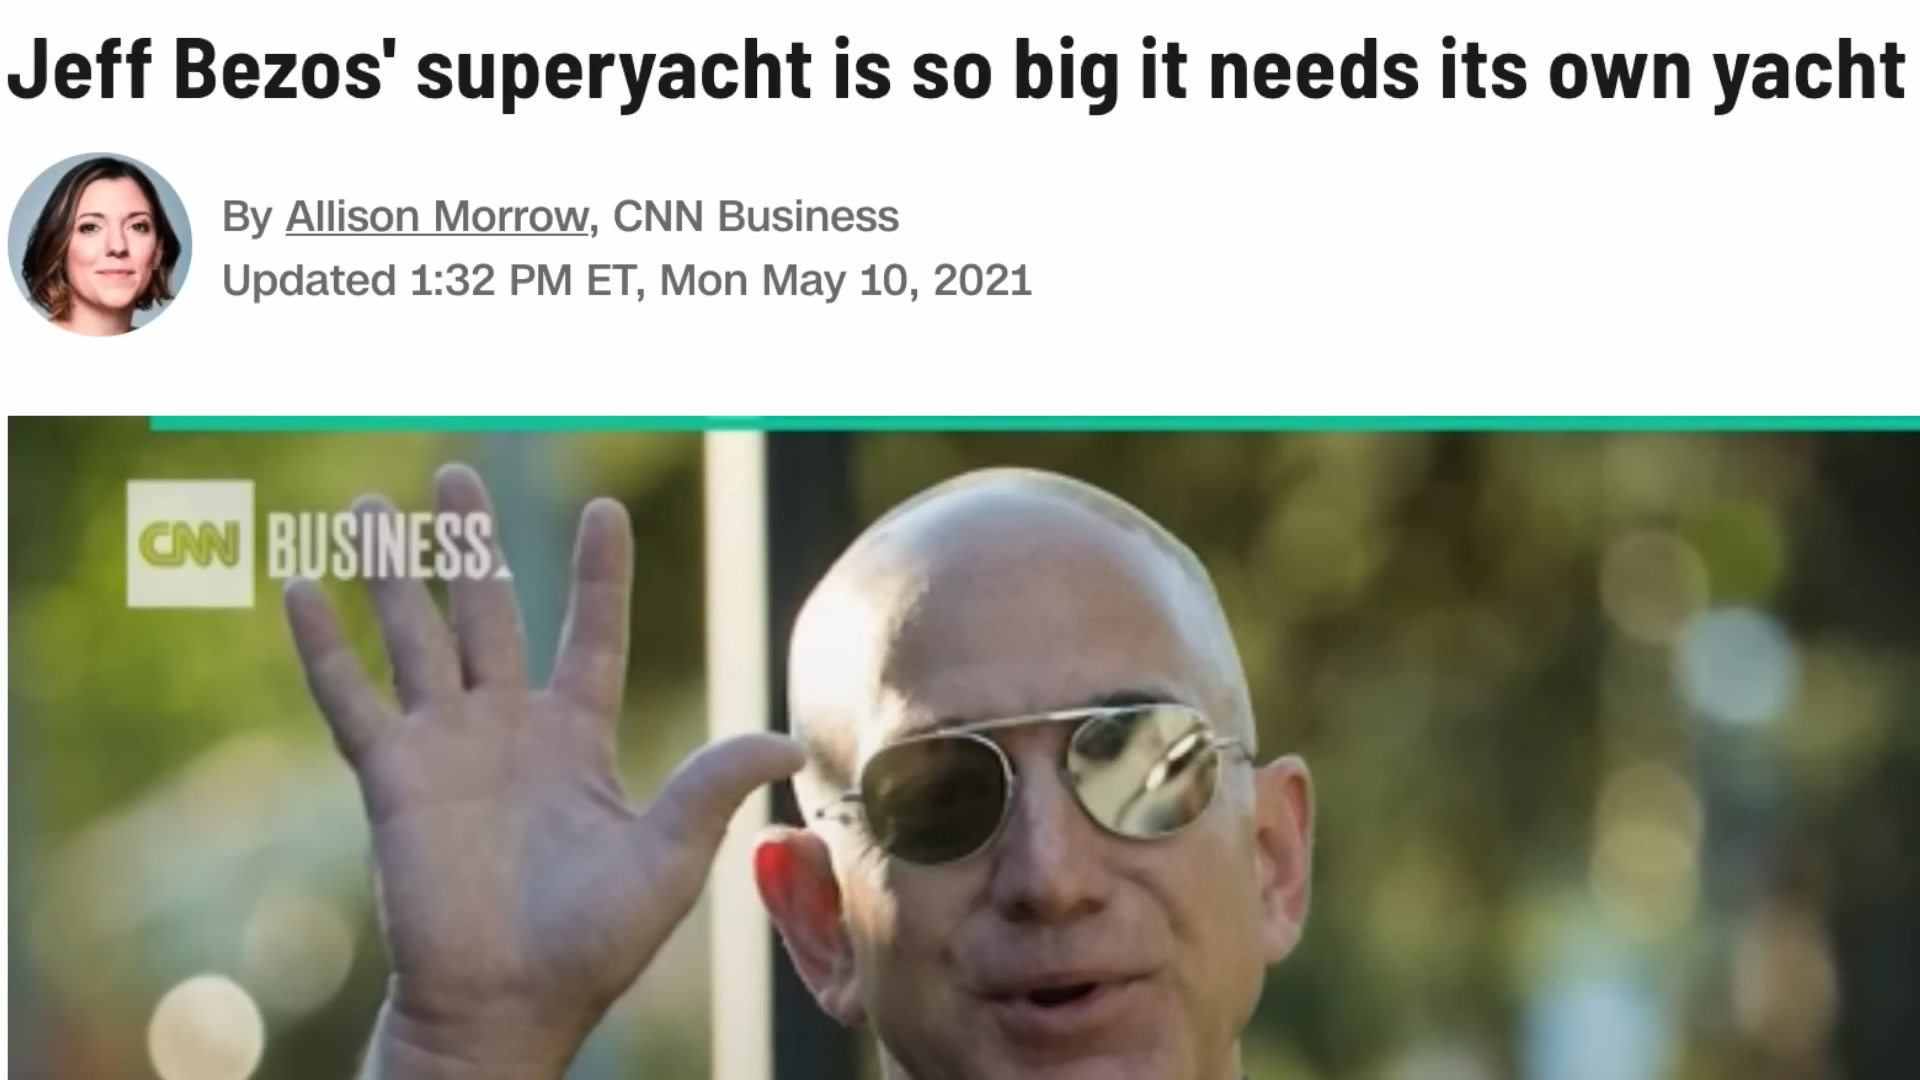 Jeff Bezos' superyacht is so big it needs its own yacht
By Allison Morrow, CNN Business
Updated 1:32 PM ET, Mon May 10, 2021
CNN BUSINESS